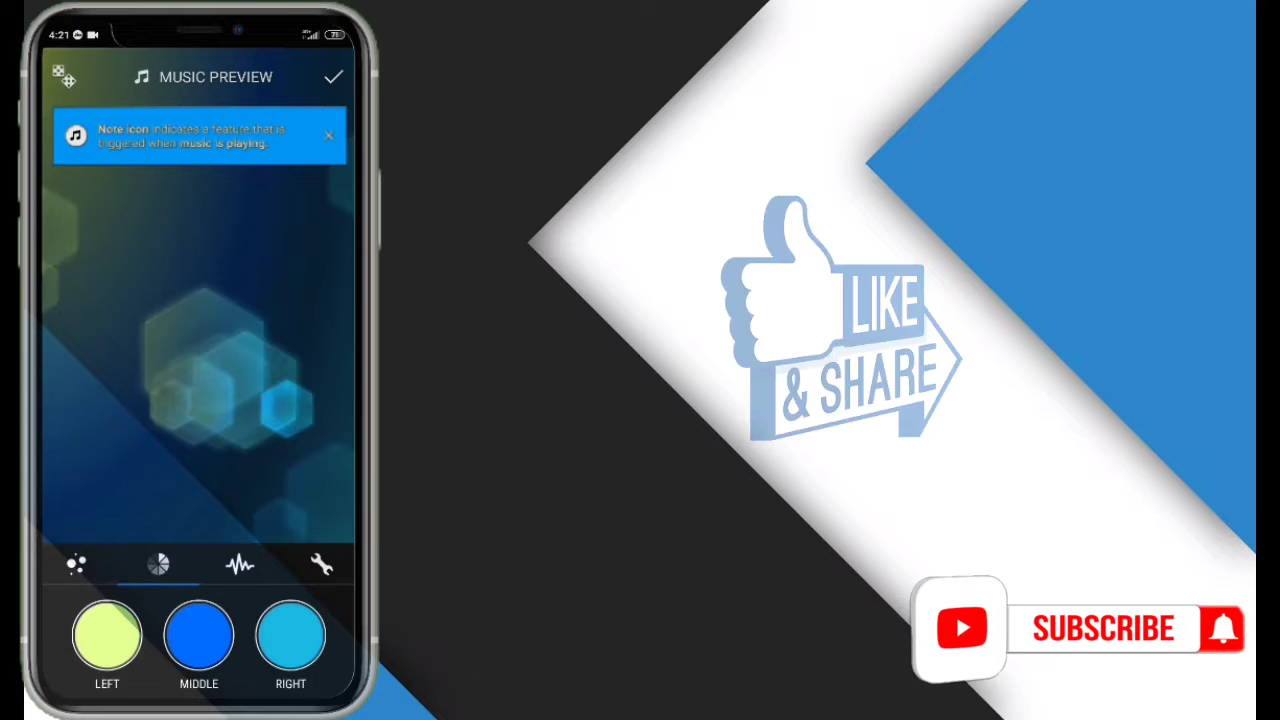 4:21
71
MUSIC PREVIEW
Note icon indicates a feature that is
triggered when music is playing.
LEFT
MIDDLE
RIGHT
LIKE
& SHARE
SUBSCRIBE